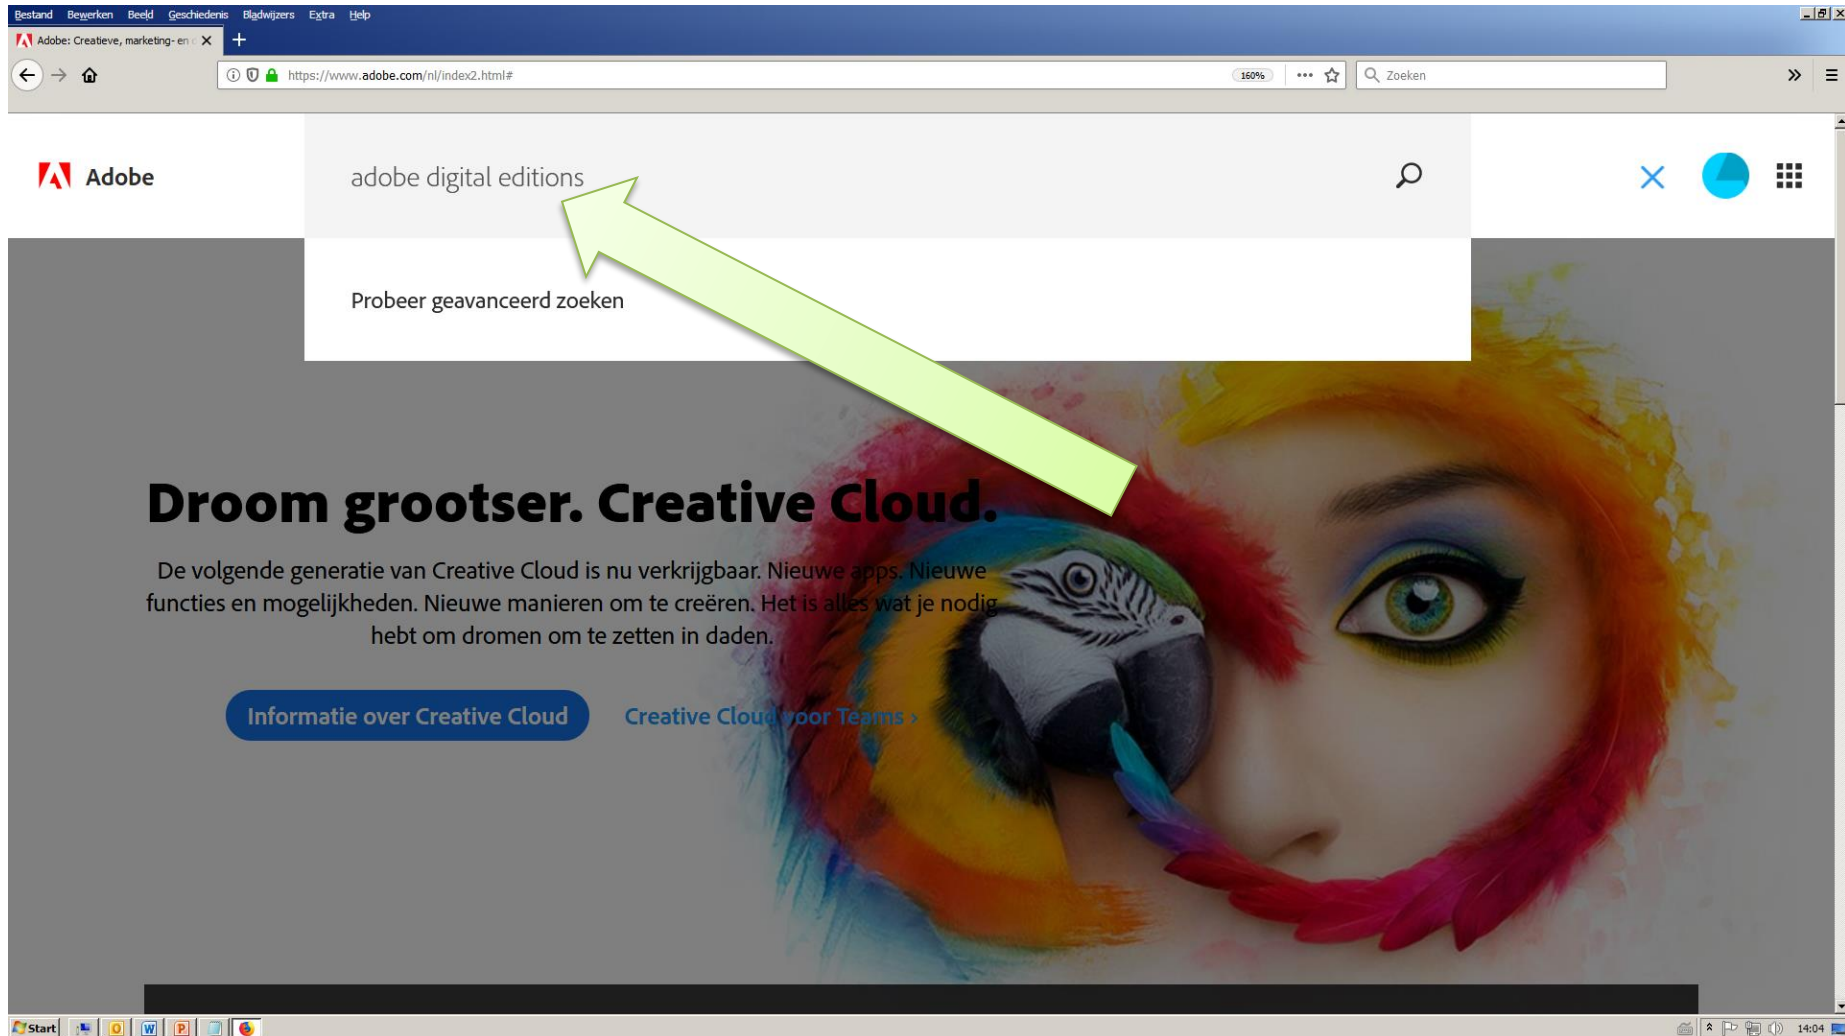 Bestand Bewerken Beeld Geschiedenis Bladwijzers Extra Help
Adobe: Creatieve, marketing- en
https://www.adobe.com/nl/index2.html# 160% Zoeken
Adobe adobe digital editions
Probeer geavanceerd zoeken
Droom grootser. Creative Cloud.
De volgende generatie van Creative Cloud is nu verkrijgbaar. Nieuwe apps. Nieuwe
functies en mogelijkheden. Nieuwe manieren om te creëren. Het is alles wat je nodig
hebt om dromen om te zetten in daden.
Informatie over Creative Cloud Creative Cloud voor Teams ›
Start 14:04